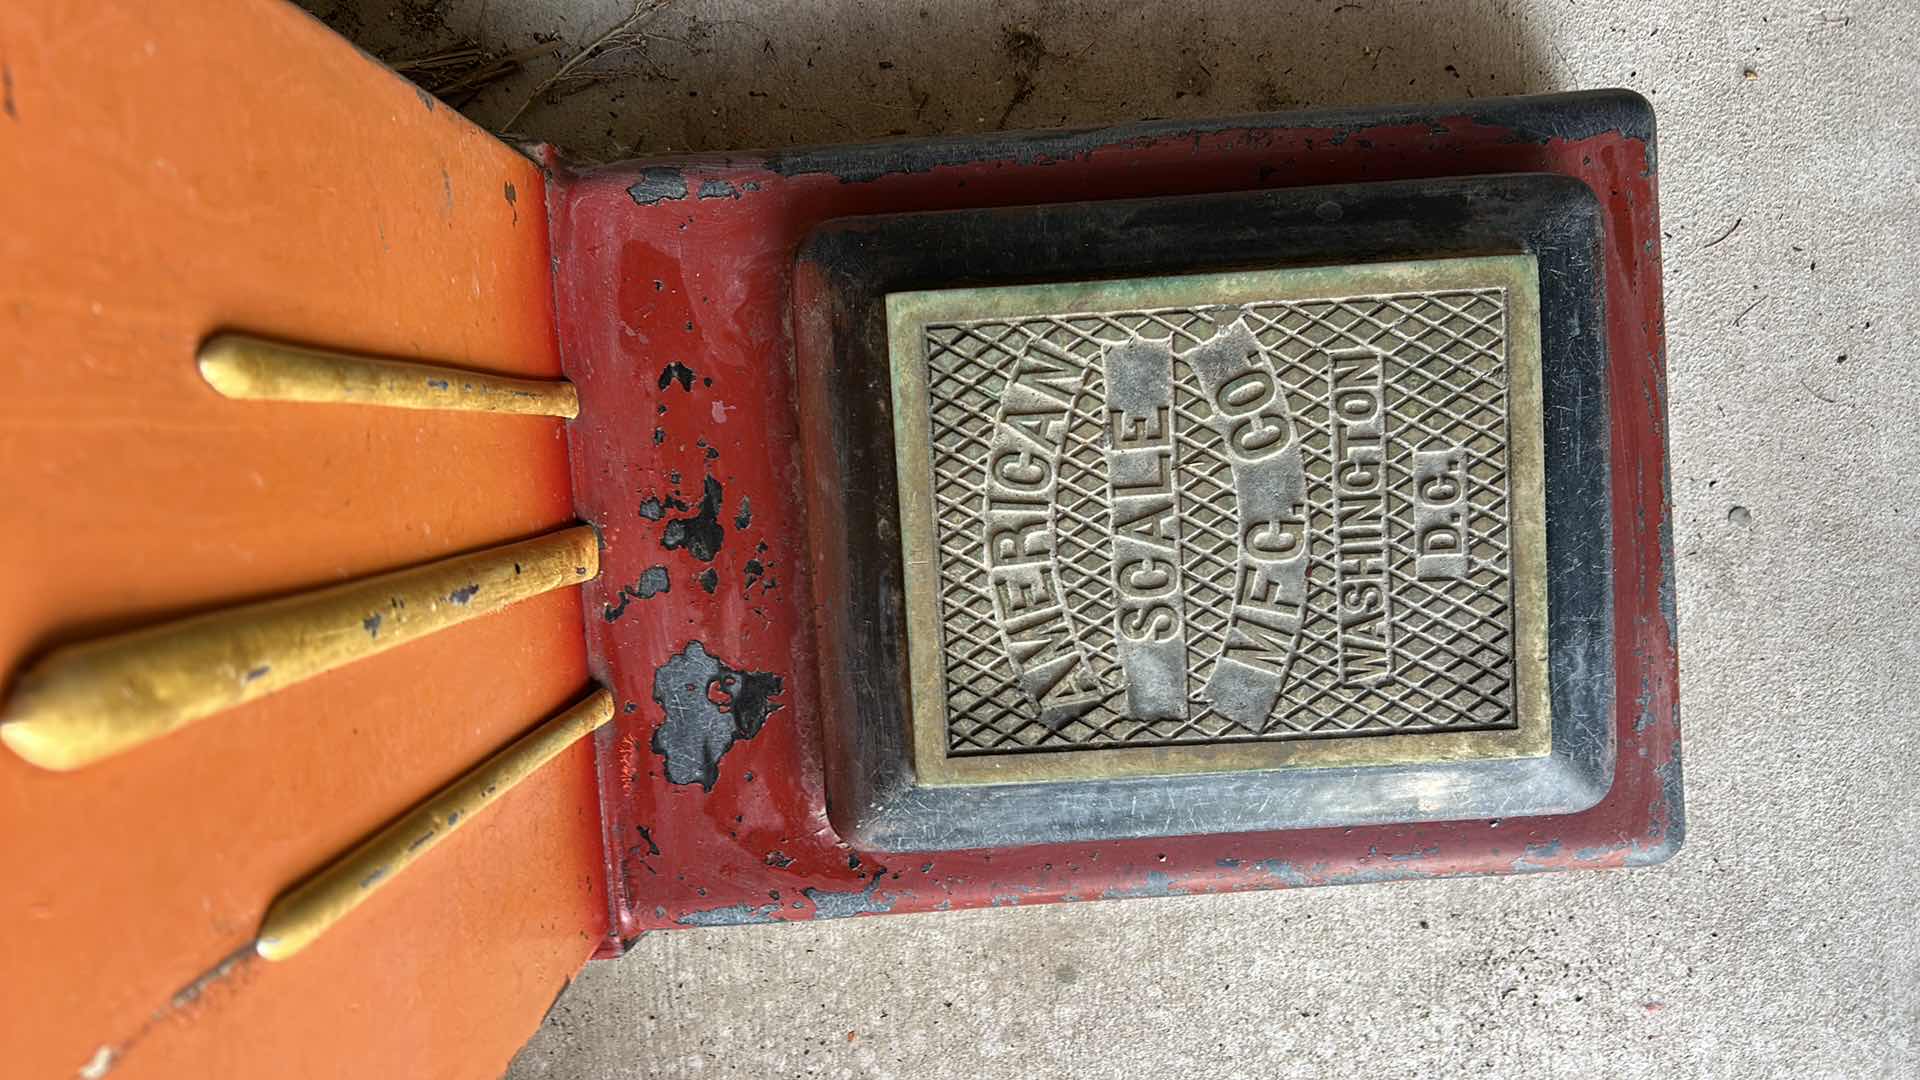 AMERICAN
SCALE
MFG. CO.
WASHINGTON
D.C.